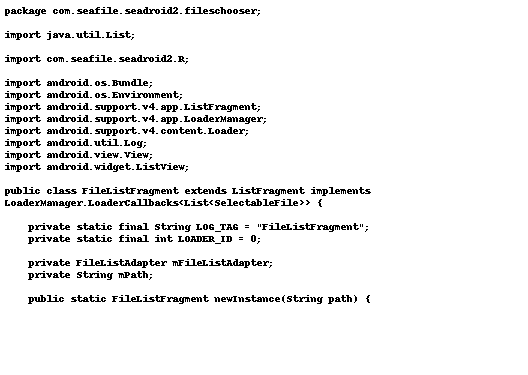 package com.seafile.seadroid2.fileschooser;

import java.util.List;

import com.seafile.seadroid2.R;

import android.os.Bundle;
import android.os.Environment;
import android.support.v4.app.ListFragment;
import android.support.v4.app.LoaderManager;
import android.support.v4.content.Loader;
import android.util.Log;
import android.view.View;
import android.widget.ListView;

public class FileListFragment extends ListFragment implements
LoaderManager.LoaderCallbacks<List<SelectableFile>> {

    private static final String LOG_TAG = "FileListFragment";
    private static final int LOADER_ID = 0;

    private FileListAdapter mFileListAdapter;
    private String mPath;

    public static FileListFragment newInstance(String path) {